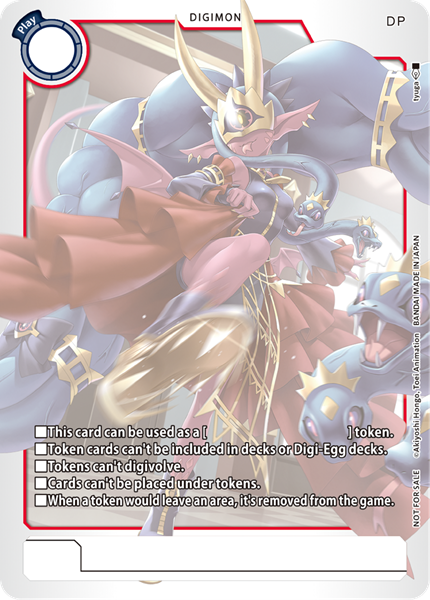 Play
DIGIMON
DP
tyuga
■This card can be used as a [ ] token.
■Token cards can't be included in decks or Digi-Egg decks.
■Tokens can't digivolve.
■Cards can't be placed under tokens.
■When a token would leave an area, it's removed from the game.
NOT FOR SALE ©Akiyoshi Hongo, Toei Animation BANDAI MADE IN JAPAN